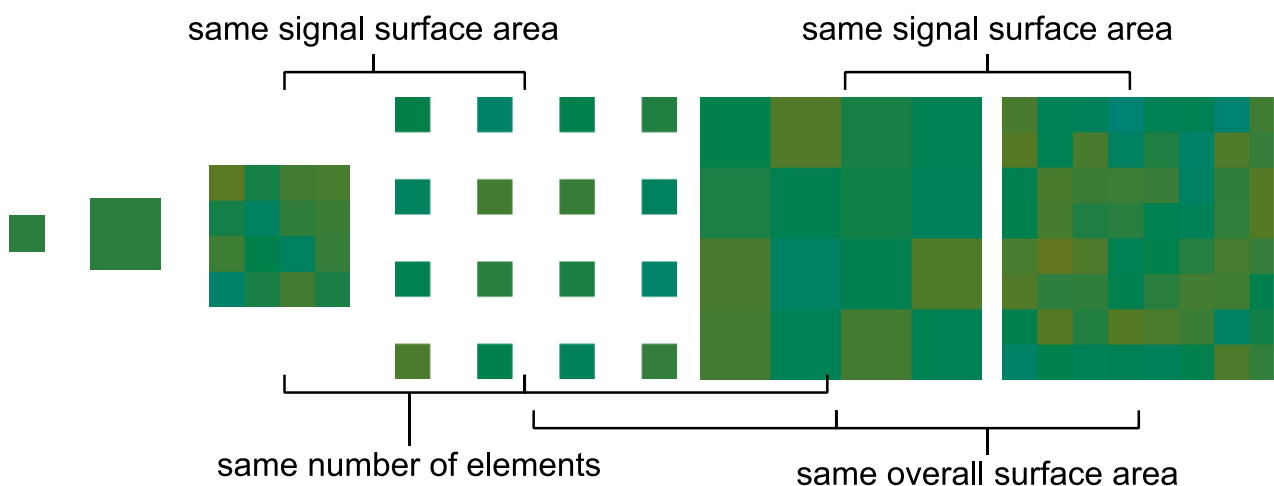 same signal surface area
same signal surface area
same number of elements
same overall surface area